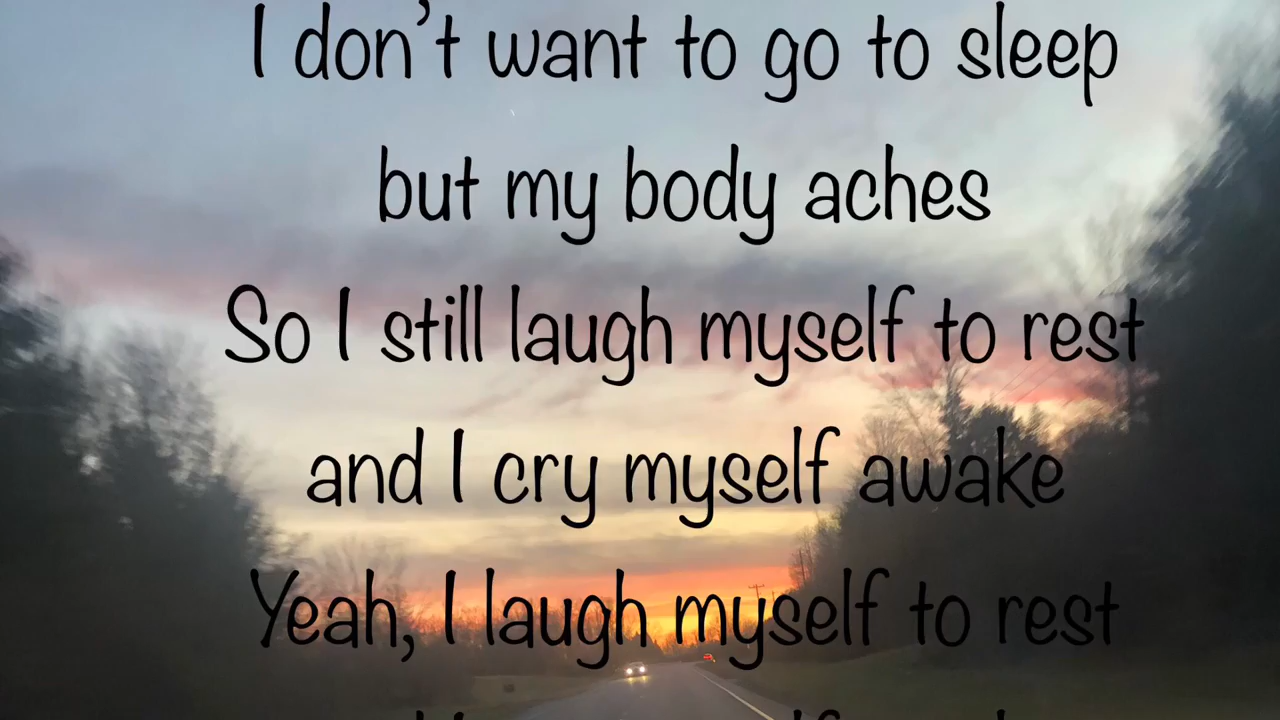 I don't want to go to sleep
but my body aches
So I still laugh myself to rest
and I cry myself awake
Yeah, I laugh myself to rest